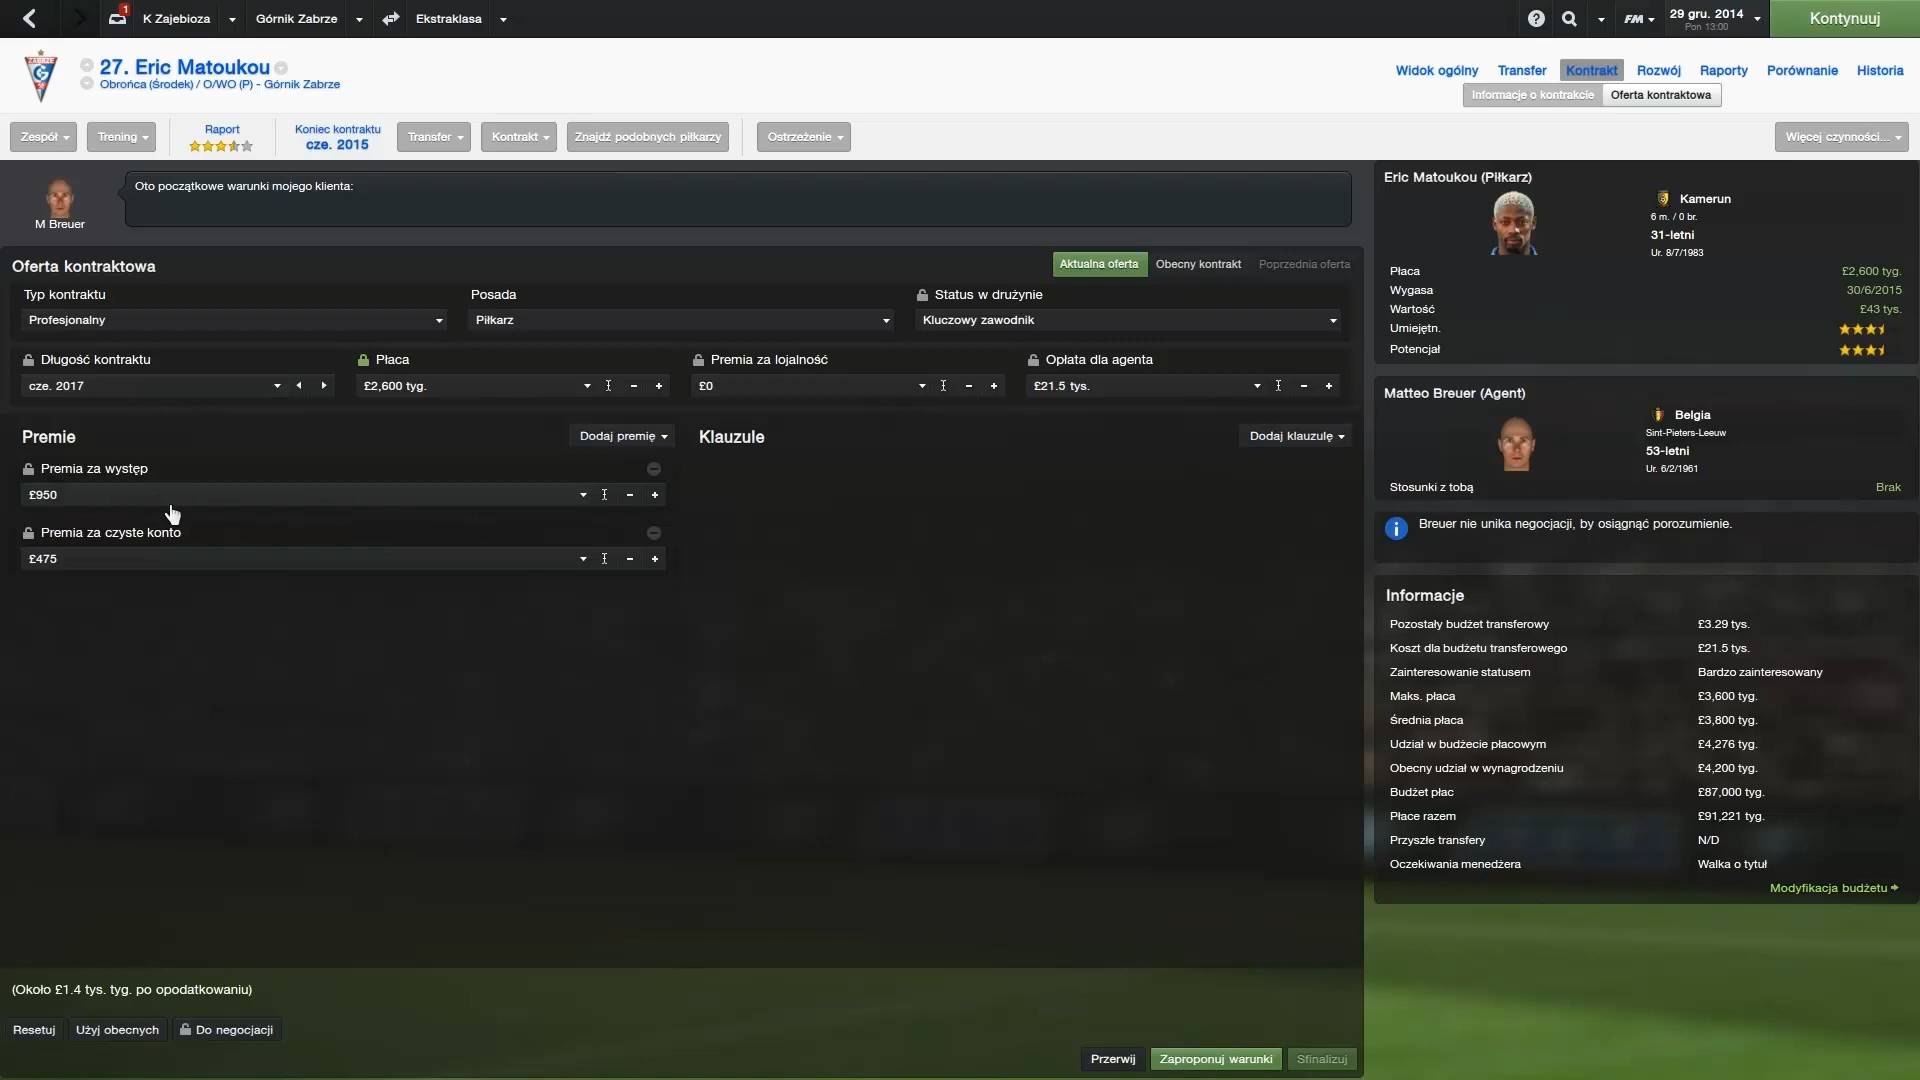 1
K Zajebioza
Górnik Zabrze
Ekstraklasa
?
FM
29 gru. 2014
Pon 13:00
Kontynuuj
ZABRZE
G
27. Eric Matoukou
Obrońca (Środek) / O/WO (P) - Górnik Zabrze
Widok ogólny
Transfer
Kontrakt
Rozwój
Raporty
Porównanie
Historia
Informacje o kontrakcie
Oferta kontraktowa
Zespół
Trening
Raport
Koniec kontraktu
cze. 2015
Transfer
Kontrakt
Znajdź podobnych piłkarzy
Ostrzeżenie
Więcej czynności...
M Breuer
Oto początkowe warunki mojego klienta:
Oferta kontraktowa
Aktualna oferta
Obecny kontrakt
Poprzednia oferta
Typ kontraktu
Profesjonalny
Posada
Piłkarz
Status w drużynie
Kluczowy zawodnik
Długość kontraktu
cze. 2017
Płaca
£2,600 tyg.
Premia za lojalność
£0
Opłata dla agenta
£21.5 tys.
Premie
Dodaj premię
Premia za występ
£950
Premia za czyste konto
£475
Klauzule
Dodaj klauzulę
(Około £1.4 tys. tyg. po opodatkowaniu)
Resetuj
Użyj obecnych
Do negocjacji
Przerwij
Zaproponuj warunki
Sfinalizuj
Eric Matoukou (Piłkarz)
Kamerun
6 m. / 0 br.
31-letni
Ur. 8/7/1983
Płaca £2,600 tyg.
Wygasa 30/6/2015
Wartość £43 tys.
Umiejętn.
Potencjał
Matteo Breuer (Agent)
Belgia
Sint-Pieters-Leeuw
53-letni
Ur. 6/2/1961
Stosunki z tobą Brak
Breuer nie unika negocjacji, by osiągnąć porozumienie.
Informacje
Pozostały budżet transferowy £3.29 tys.
Koszt dla budżetu transferowego £21.5 tys.
Zainteresowanie statusem Bardzo zainteresowany
Maks. płaca £3,600 tyg.
Średnia płaca £3,800 tyg.
Udział w budżecie płacowym £4,276 tyg.
Obecny udział w wynagrodzeniu £4,200 tyg.
Budżet płac £87,000 tyg.
Płace razem £91,221 tyg.
Przyszłe transfery N/D
Oczekiwania menedżera Walka o tytuł
Modyfikacja budżetu